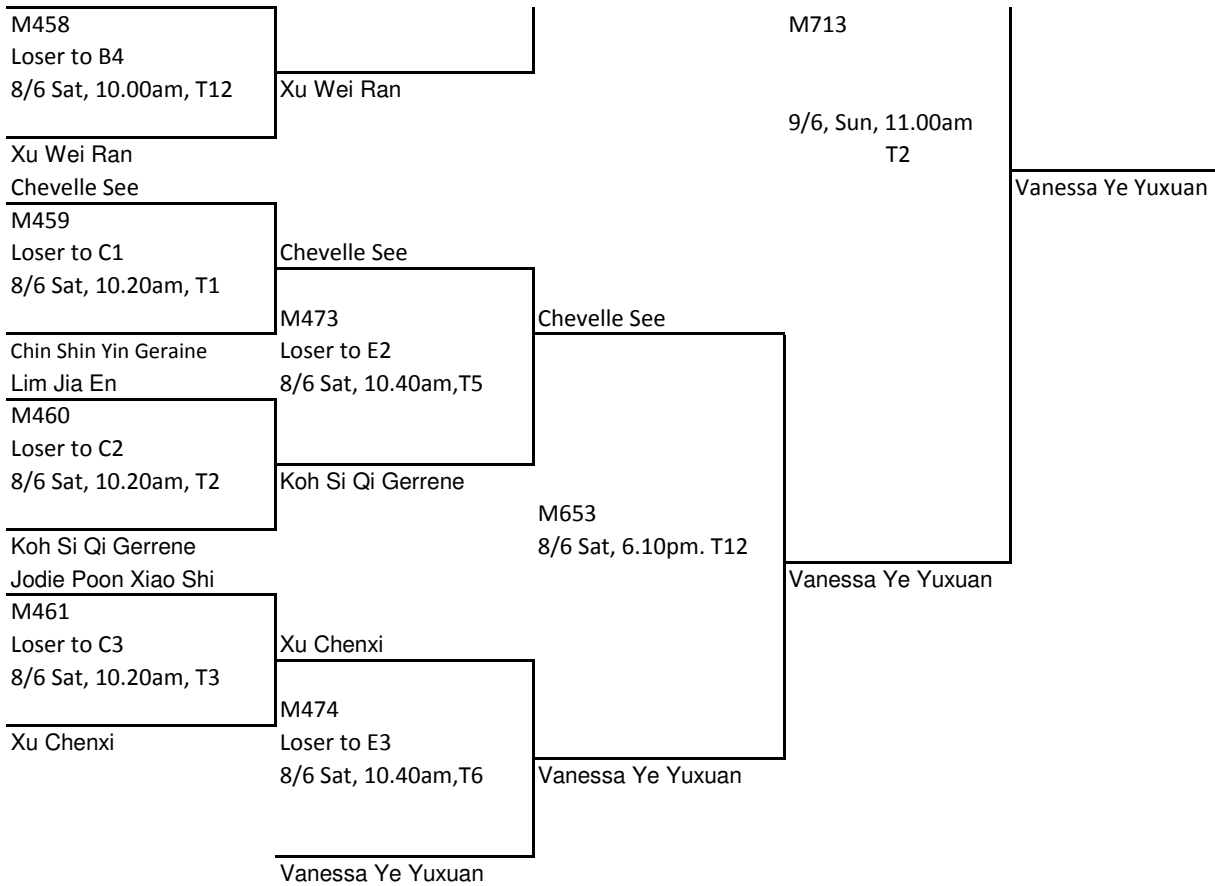 M458
M713
Loser to B4
8/6 Sat, 10.00am, T12
Xu Wei Ran
9/6, Sun, 11.00am
Xu Wei Ran
T2
Chevelle See
Vanessa Ye Yuxuan
M459
Loser to C1
Chevelle See
8/6 Sat, 10.20am, T1
M473
Chevelle See
Chin Shin Yin Geraine
Loser to E2
Lim Jia En
8/6 Sat, 10.40am,T5
M460
Loser to C2
8/6 Sat, 10.20am, T2
Koh Si Qi Gerrene
M653
Koh Si Qi Gerrene
8/6 Sat, 6.10pm. T12
Jodie Poon Xiao Shi
Vanessa Ye Yuxuan
M461
Loser to C3
Xu Chenxi
8/6 Sat, 10.20am, T3
M474
Xu Chenxi
Loser to E3
8/6 Sat, 10.40am,T6
Vanessa Ye Yuxuan
Vanessa Ye Yuxuan